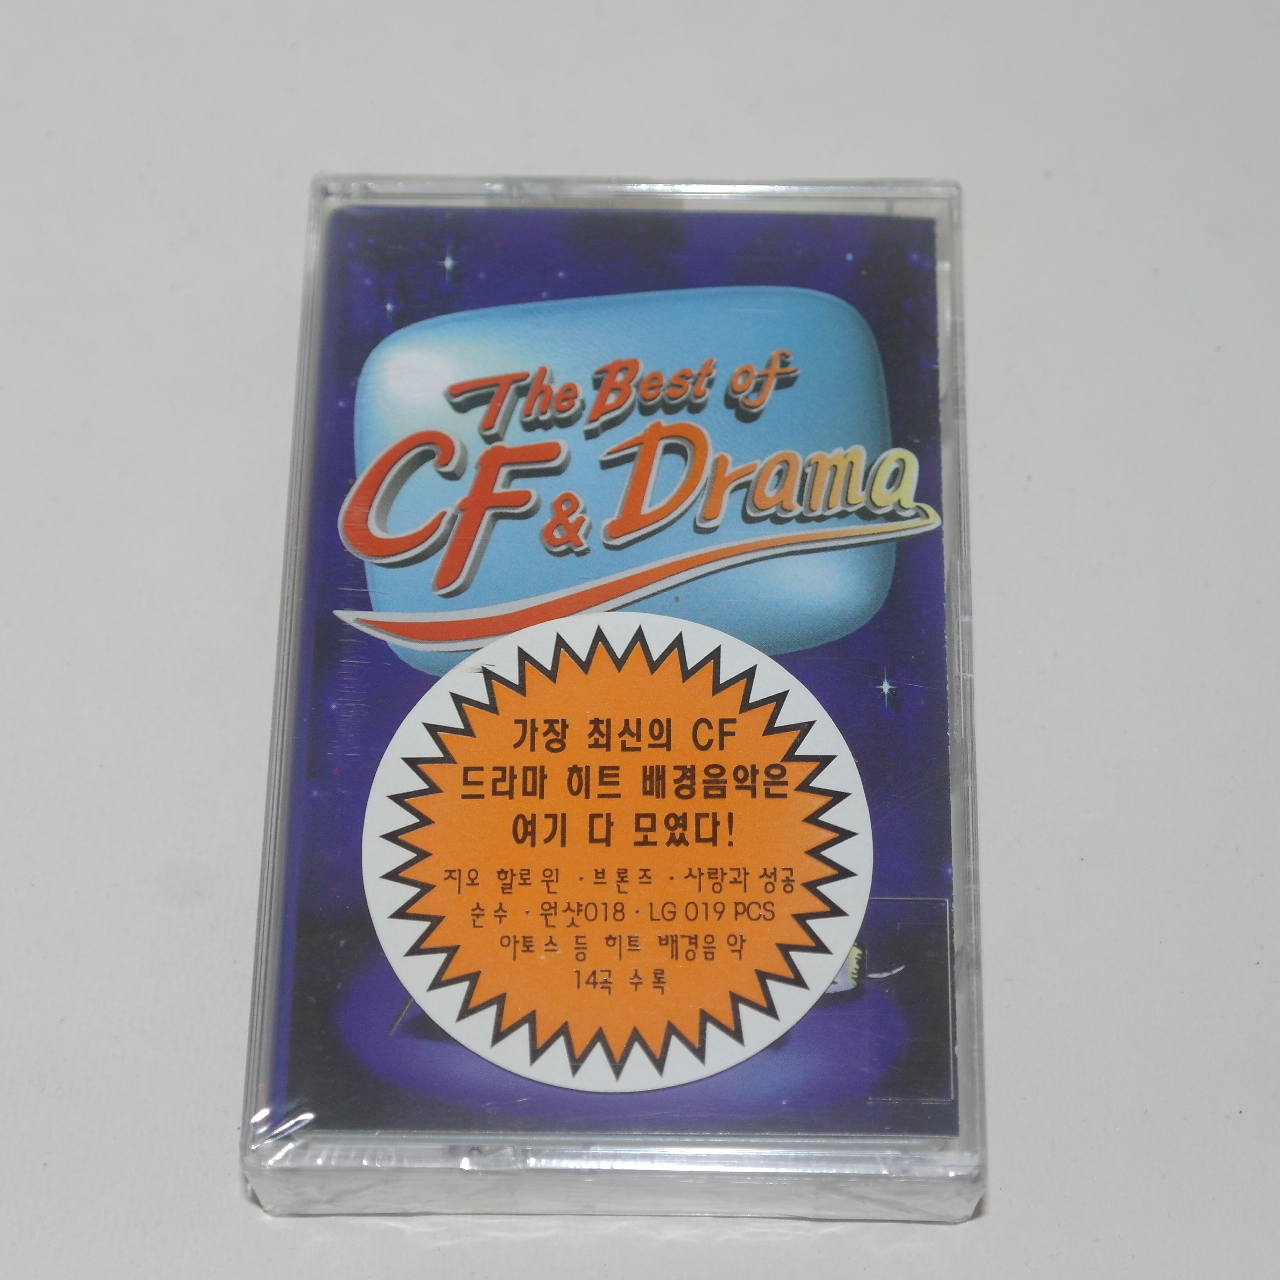 The Best of
CF & Drama
가장 최신의 CF
드라마 히트 배경음악은
여기 다 모였다!
지오 할로윈 · 브론즈 · 사랑과 성공
순수 · 원샷018 · LG 019 PCS
아토스 등 히트 배경음악
14곡 수록